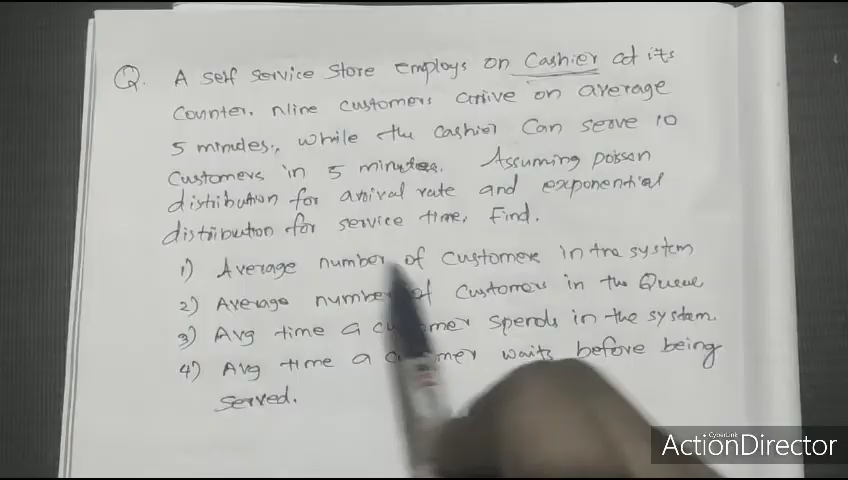 Q. A self service store employs on cashier at its
counter. nline customers arrive on average
5 minutes., while the cashier can serve 10
customers in 5 minutes. Assuming poisson
distribution for arrival rate and exponential
distribution for service time, Find.
1) Average number of customers in the system
2) Average number of customers in the Queue
3) Avg time a customer spends in the system.
4) Avg time a customer waits before being
served.
CyberLink
ActionDirector